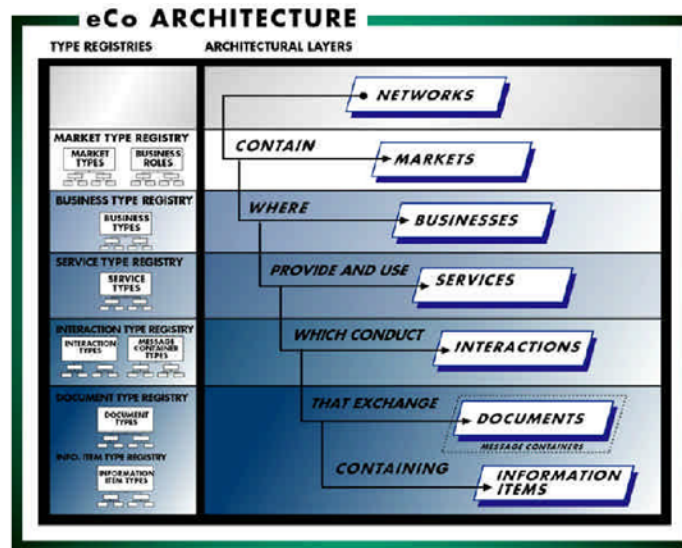 eCo ARCHITECTURE
TYPE REGISTRIES
ARCHITECTURAL LAYERS
NETWORKS
MARKET TYPE REGISTRY
MARKET TYPES
BUSINESS ROLES
CONTAIN
MARKETS
BUSINESS TYPE REGISTRY
BUSINESS TYPES
WHERE
BUSINESSES
SERVICE TYPE REGISTRY
SERVICE TYPES
PROVIDE AND USE
SERVICES
INTERACTION TYPE REGISTRY
INTERACTION TYPES
MESSAGE CONTAINER TYPES
WHICH CONDUCT
INTERACTIONS
DOCUMENT TYPE REGISTRY
DOCUMENT TYPES
THAT EXCHANGE
DOCUMENTS
MESSAGE CONTAINERS
INFO. ITEM TYPE REGISTRY
INFORMATION ITEM TYPES
CONTAINING
INFORMATION ITEMS